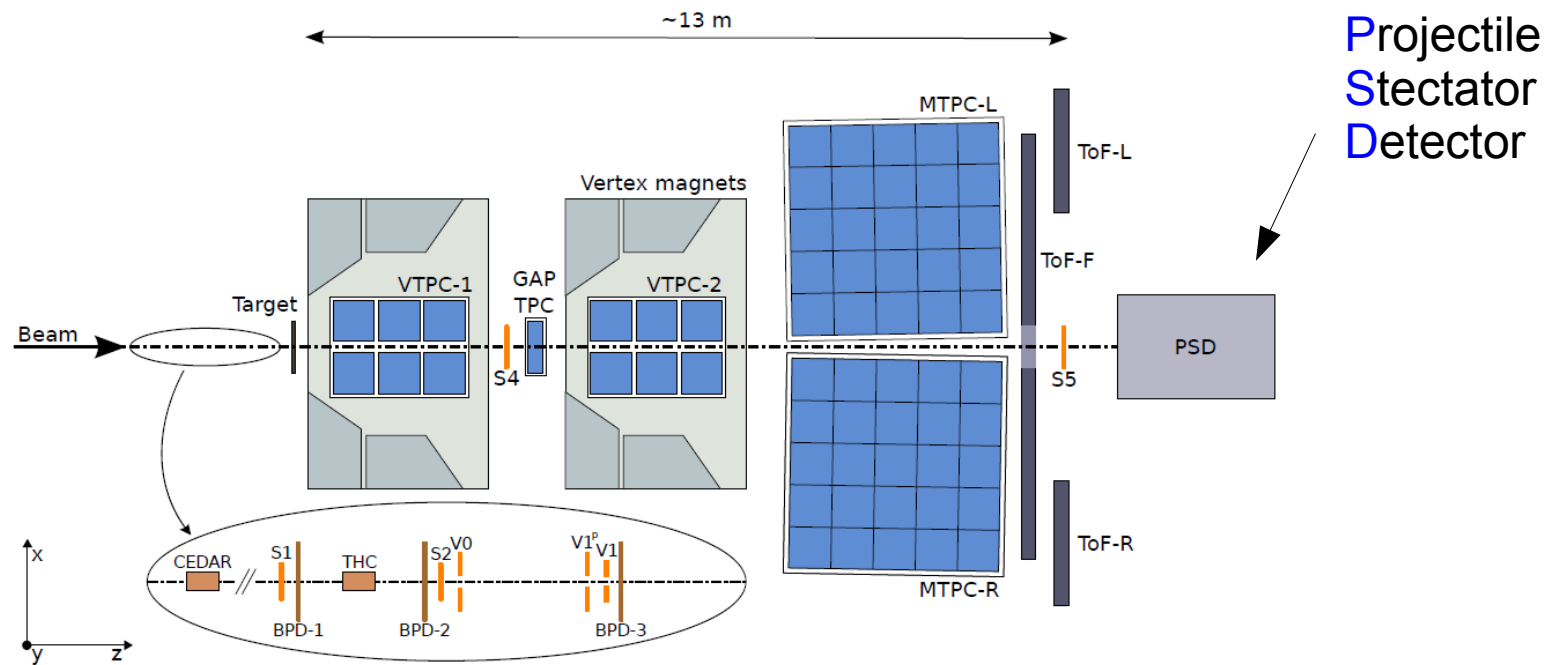 ~13 m
Projectile
Stectator
Detector
MTPC-L
ToF-L
Vertex magnets
ToF-F
GAP
TPC
VTPC-1
VTPC-2
Target
Beam
PSD
S4
S5
x
CEDAR
S1
THC
S2
V0
V1p
V1
ToF-R
MTPC-R
BPD-1
BPD-2
BPD-3
y
z